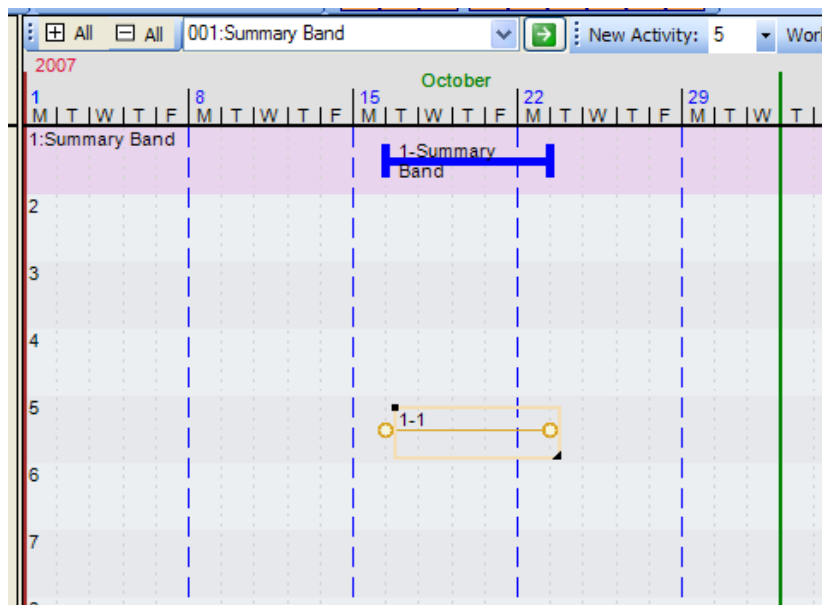 All All 001:Summary Band New Activity: 5 Work
2007
October
1 8 15 22 29
M T W T F M T W T F M T W T F M T W T F M T W T
1:Summary Band
1-Summary
Band
2
3
4
5
1-1
6
7